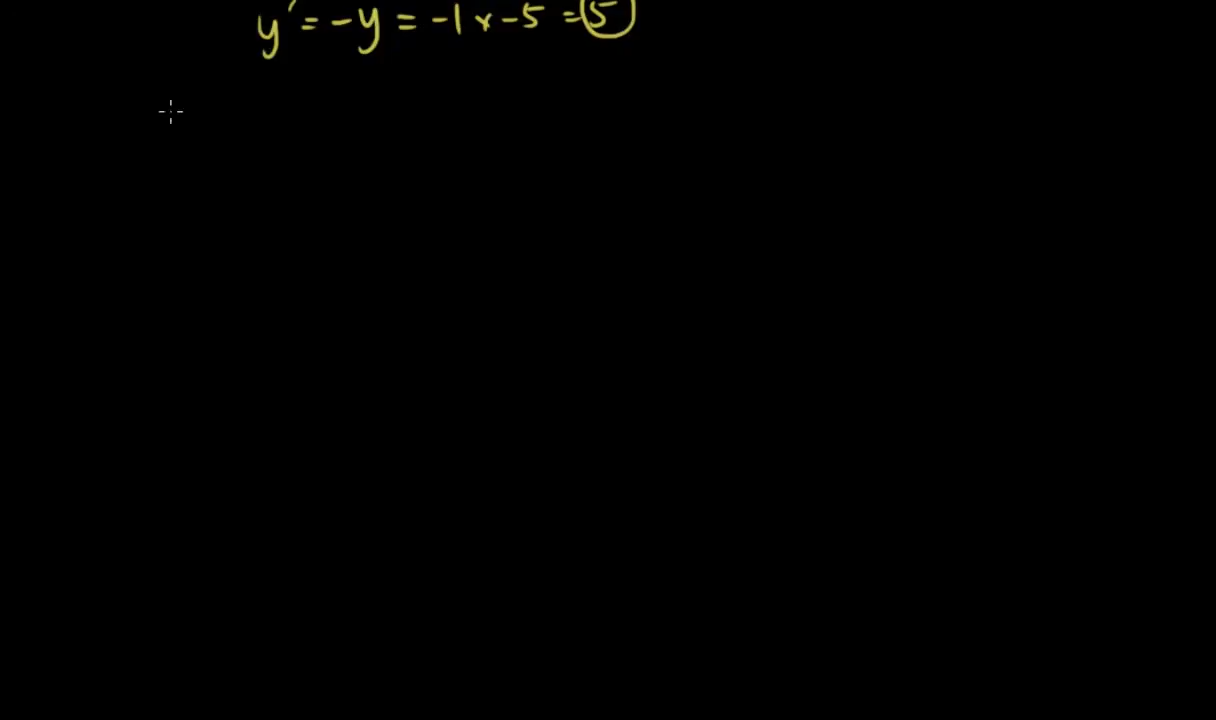 y' = -y = -1 × -5 = 5